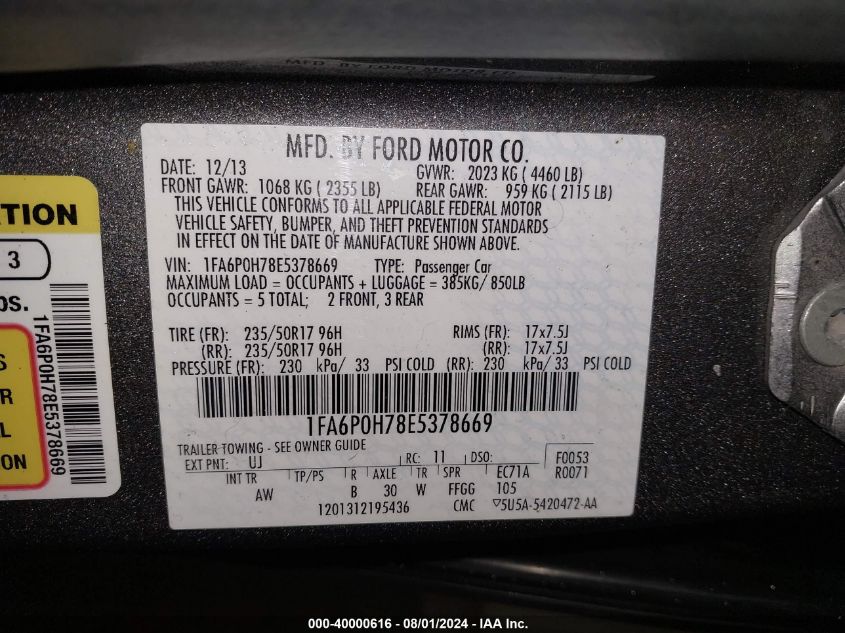 MFD. BY FORD MOTOR CO.
MFD. BY FORD MOTOR CO.
DATE: 12/13 GVWR: 2023 KG ( 4460 LB)
FRONT GAWR: 1068 KG ( 2355 LB) REAR GAWR: 959 KG ( 2115 LB)
THIS VEHICLE CONFORMS TO ALL APPLICABLE FEDERAL MOTOR
VEHICLE SAFETY, BUMPER, AND THEFT PREVENTION STANDARDS
IN EFFECT ON THE DATE OF MANUFACTURE SHOWN ABOVE.
VIN: 1FA6P0H78E5378669 TYPE: Passenger Car
MAXIMUM LOAD = OCCUPANTS + LUGGAGE = 385KG/ 850LB
OCCUPANTS = 5 TOTAL; 2 FRONT, 3 REAR
TIRE (FR): 235/50R17 96H RIMS (FR): 17x7.5J
(RR): 235/50R17 96H (RR): 17x7.5J
PRESSURE (FR): 230 kPa/ 33 PSI COLD (RR): 230 kPa/ 33 PSI COLD
1FA6P0H78E5378669
TRAILER TOWING - SEE OWNER GUIDE
EXT PNT: UJ RC: 11 DSO: F0053
INT TR TP/PS R AXLE TR SPR EC71A R0071
AW B 30 W FFGG 105
1201312195436 CMC ▽5U5A-5420472-AA
TION
3
os.
1FA6P0H78E5378669
S
R
L
ON
000-40000616 - 08/01/2024 - IAA Inc.